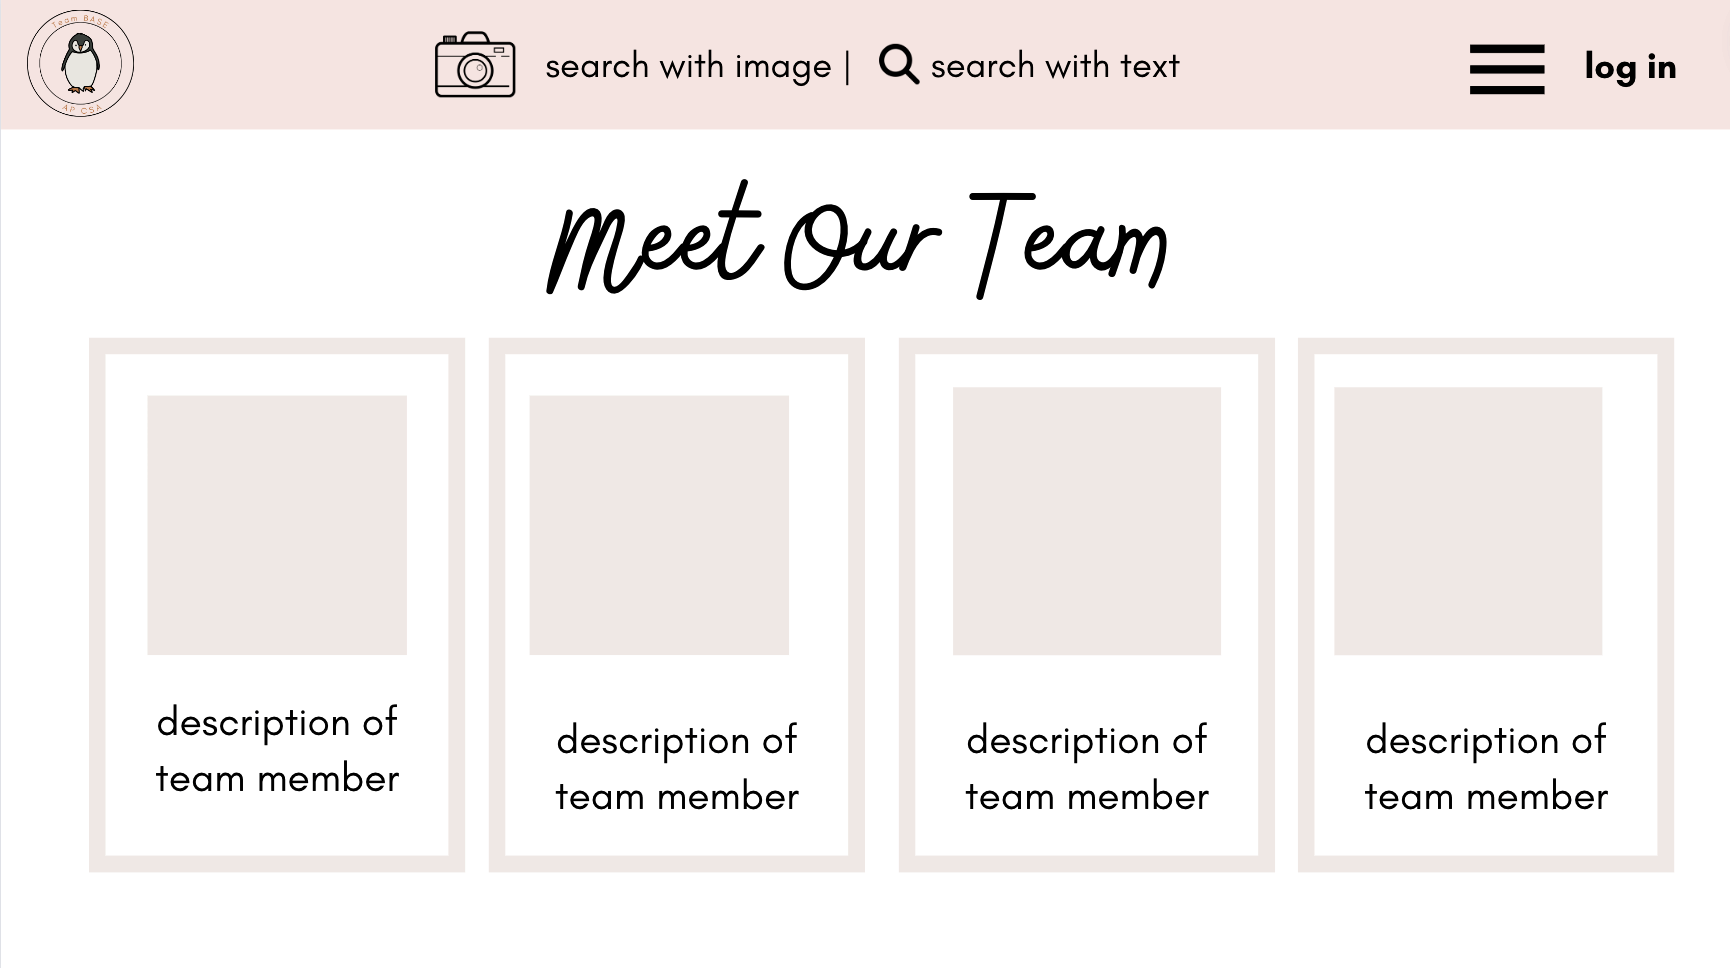 Team BASE
AP CSA
search with image |
search with text
log in
Meet Our Team
description of
team member
description of
team member
description of
team member
description of
team member